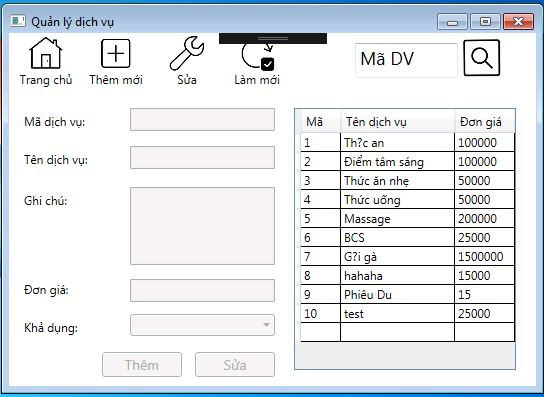 Quản lý dịch vụ
Trang chủ Thêm mới Sửa Làm mới Mã DV
Mã dịch vụ:
Tên dịch vụ:
Ghi chú:
Đơn giá:
Khả dụng:
Thêm Sửa
Mã Tên dịch vụ Đơn giá
1 Th?c an 100000
2 Điểm tâm sáng 100000
3 Thức ăn nhẹ 50000
4 Thức uống 50000
5 Massage 200000
6 BCS 25000
7 G?i gà 1500000
8 hahaha 15000
9 Phiêu Du 15
10 test 25000